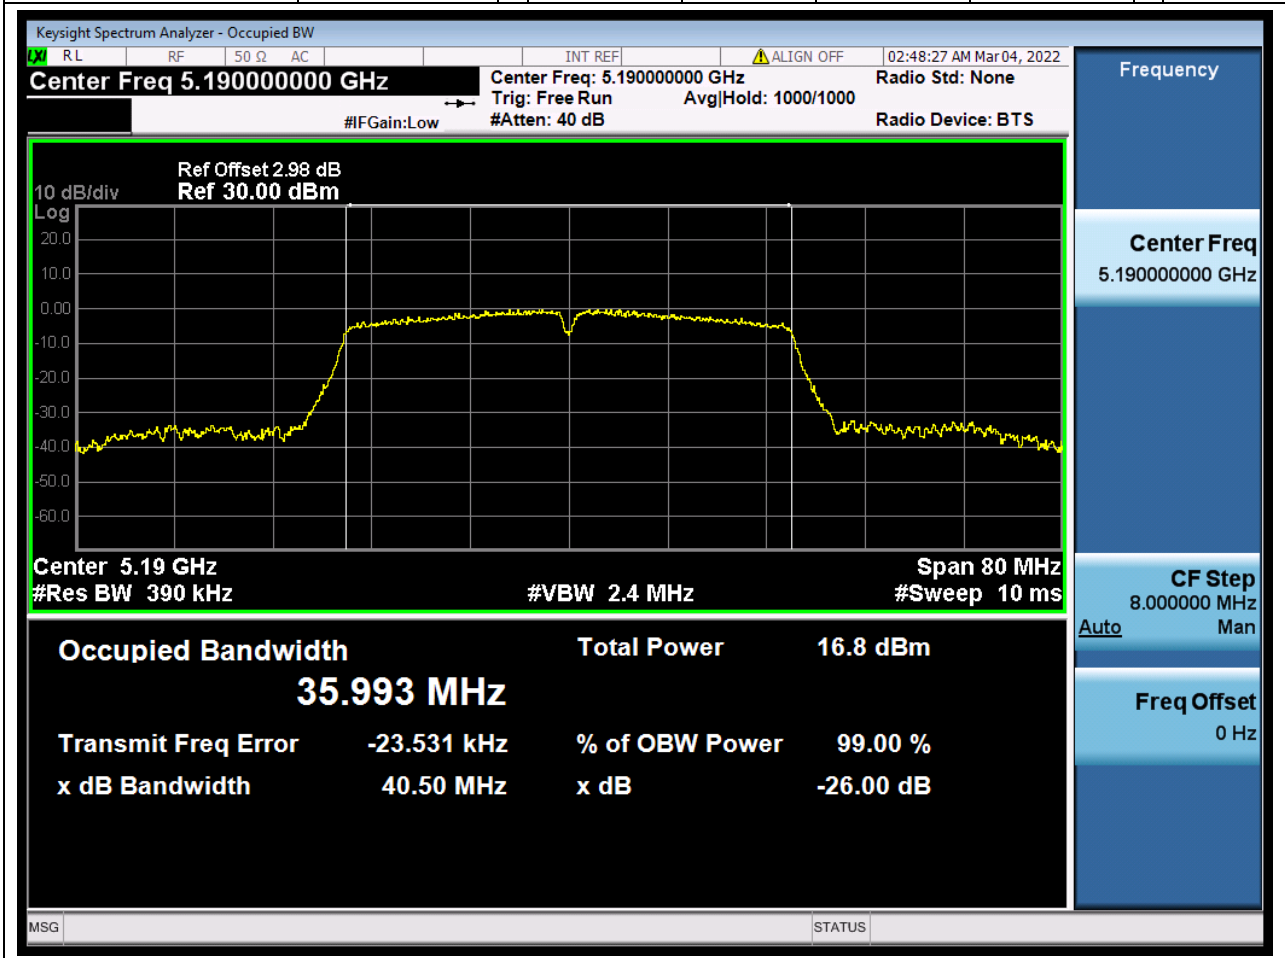 Keysight Spectrum Analyzer - Occupied BW
LXI RL RF 50 Ω AC INT REF ALIGN OFF 02:48:27 AM Mar 04, 2022
Center Freq 5.190000000 GHz
Center Freq: 5.190000000 GHz Radio Std: None
Trig: Free Run Avg|Hold: 1000/1000
#IFGain:Low #Atten: 40 dB Radio Device: BTS
Ref Offset 2.98 dB
10 dB/div Ref 30.00 dBm
Log
20.0
10.0
0.00
-10.0
-20.0
-30.0
-40.0
-50.0
-60.0
Center 5.19 GHz Span 80 MHz
#Res BW 390 kHz #VBW 2.4 MHz #Sweep 10 ms
Occupied Bandwidth Total Power 16.8 dBm
35.993 MHz
Transmit Freq Error -23.531 kHz % of OBW Power 99.00 %
x dB Bandwidth 40.50 MHz x dB -26.00 dB
MSG STATUS
Frequency
Center Freq
5.190000000 GHz
CF Step
8.000000 MHz
Auto Man
Freq Offset
0 Hz